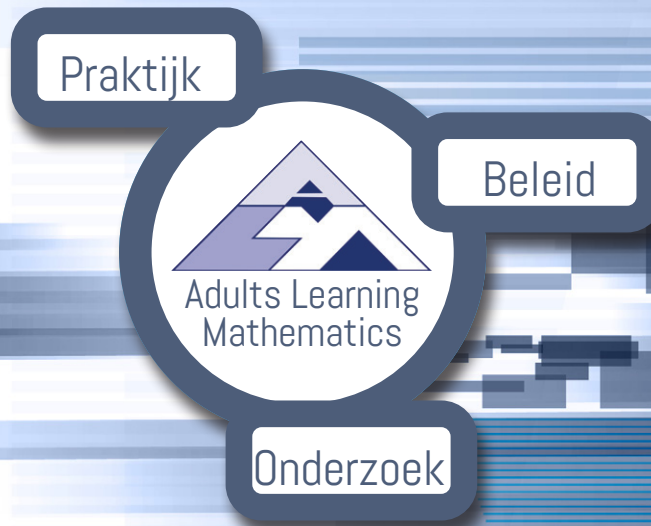 Praktijk
Beleid
Adults Learning
Mathematics
Onderzoek